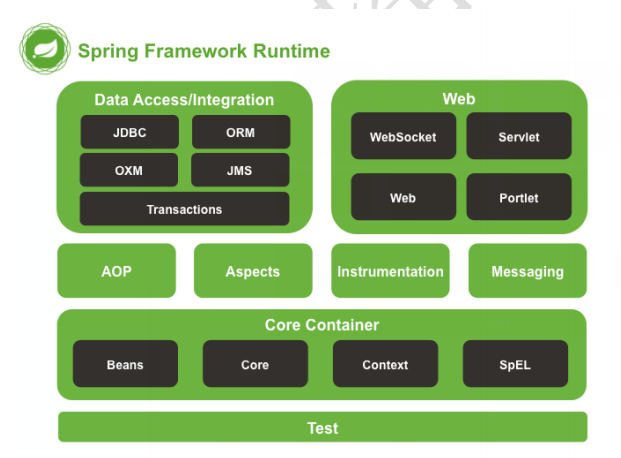 Spring Framework Runtime
Data Access/Integration
Web
JDBC
ORM
WebSocket
Servlet
OXM
JMS
Web
Portlet
Transactions
AOP
Aspects
Instrumentation
Messaging
Core Container
Beans
Core
Context
SpEL
Test